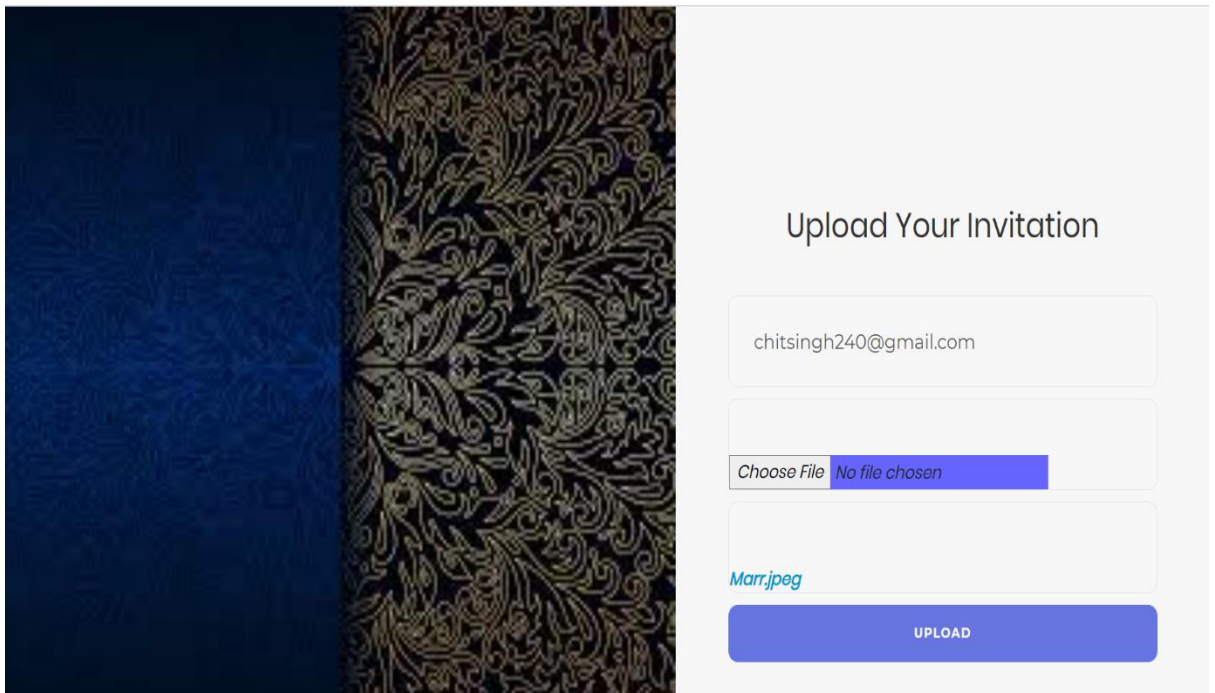 Upload Your Invitation
chitsingh240@gmail.com
Choose File No file chosen
Marr.jpeg
UPLOAD